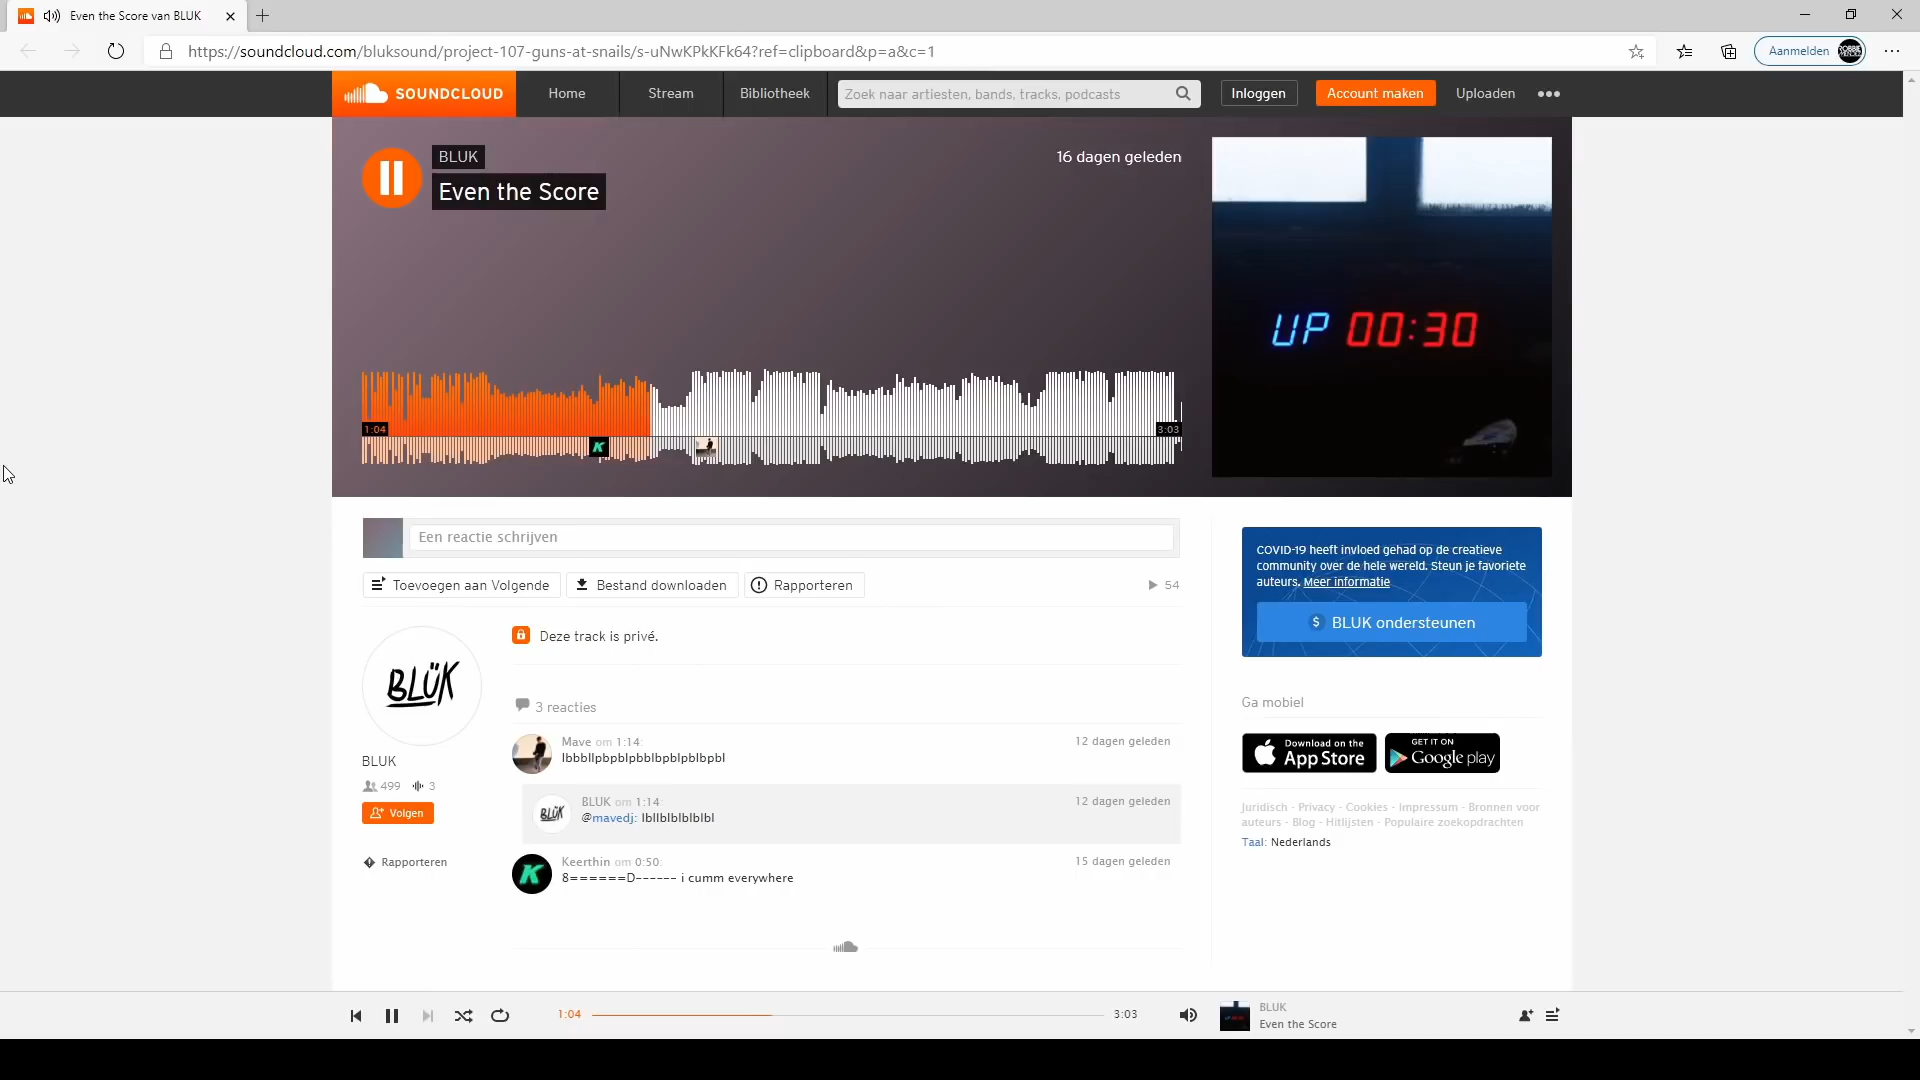 Even the Score van BLUK
https://soundcloud.com/bluksound/project-107-guns-at-snails/s-uNwKPkKFk64?ref=clipboard&p=a&c=1
Aanmelden
SOUNDCLOUD
Home
Stream
Bibliotheek
Zoek naar artiesten, bands, tracks, podcasts
Inloggen
Account maken
Uploaden
BLUK
16 dagen geleden
Even the Score
UP 00:30
1:04
3:03
K
Een reactie schrijven
Toevoegen aan Volgende
Bestand downloaden
Rapporteren
54
COVID-19 heeft invloed gehad op de creatieve
community over de hele wereld. Steun je favoriete
auteurs. Meer informatie
$ BLUK ondersteunen
Deze track is privé.
BLÜK
BLUK
499
3
Volgen
Rapporteren
3 reacties
Mave om 1:14:
12 dagen geleden
lbbbllpbpblpbblbpblpblbpbl
BLÜK
BLUK om 1:14:
12 dagen geleden
@mavedj: lbllblblblblbl
K
Keerthin om 0:50:
15 dagen geleden
8======D------ i cumm everywhere
Ga mobiel
Download on the
App Store
GET IT ON
Google play
Juridisch - Privacy - Cookies - Impressum - Bronnen voor
auteurs - Blog - Hitlijsten - Populaire zoekopdrachten
Taal: Nederlands
1:04
3:03
BLUK
Even the Score